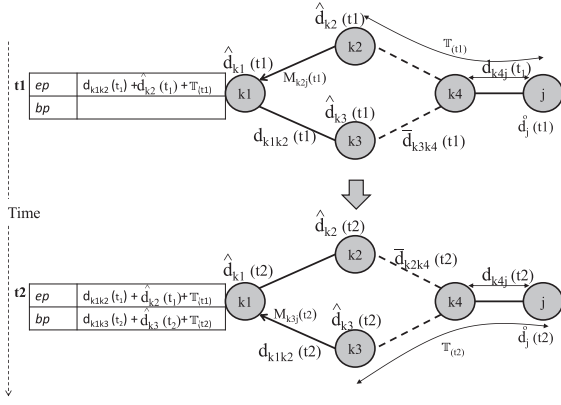 d̂k2 (t1)
𝕋(t1)
d̂k1 (t1)
k2
Mk2j(t1)
dk4j (t1)
t1
ep dk1k2 (t1) +d̂k2 (t1) + 𝕋(t1)
bp
k1
k4
j
d̂k3 (t1)
d̊j (t1)
dk1k2 (t1)
k3
d̄k3k4 (t1)
Time
d̂k2 (t2)
d̂k1 (t2)
k2
d̄k2k4 (t2)
dk4j (t2)
t2
ep dk1k2 (t1) + d̂k2 (t1)+𝕋(t1)
bp dk1k3 (t2) + d̂k3 (t2)+𝕋(t2)
k1
Mk3j(t2)
k4
j
d̂k3 (t2)
d̊j (t2)
dk1k2 (t2)
k3
𝕋(t2)